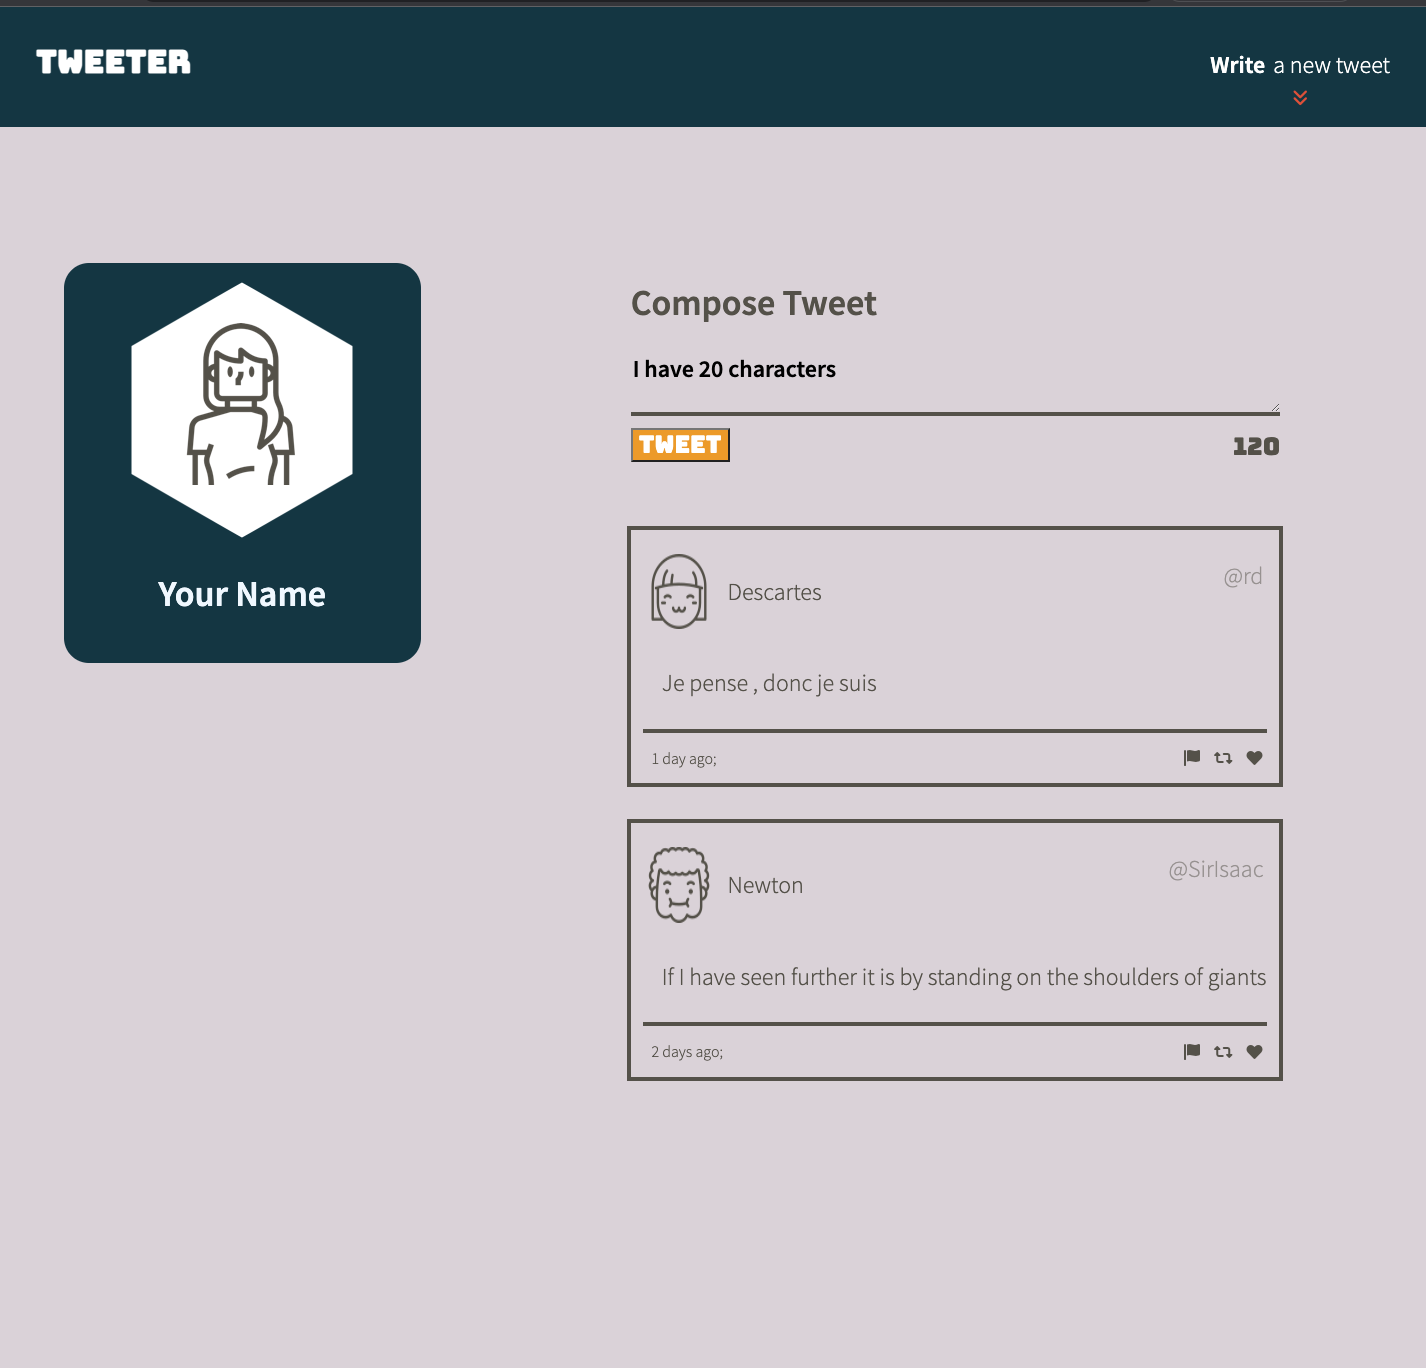 TWEETER
Write a new tweet
Your Name
Compose Tweet
I have 20 characters
TWEET
120
Descartes
@rd
Je pense , donc je suis
1 day ago;
Newton
@SirIsaac
If I have seen further it is by standing on the shoulders of giants
2 days ago;